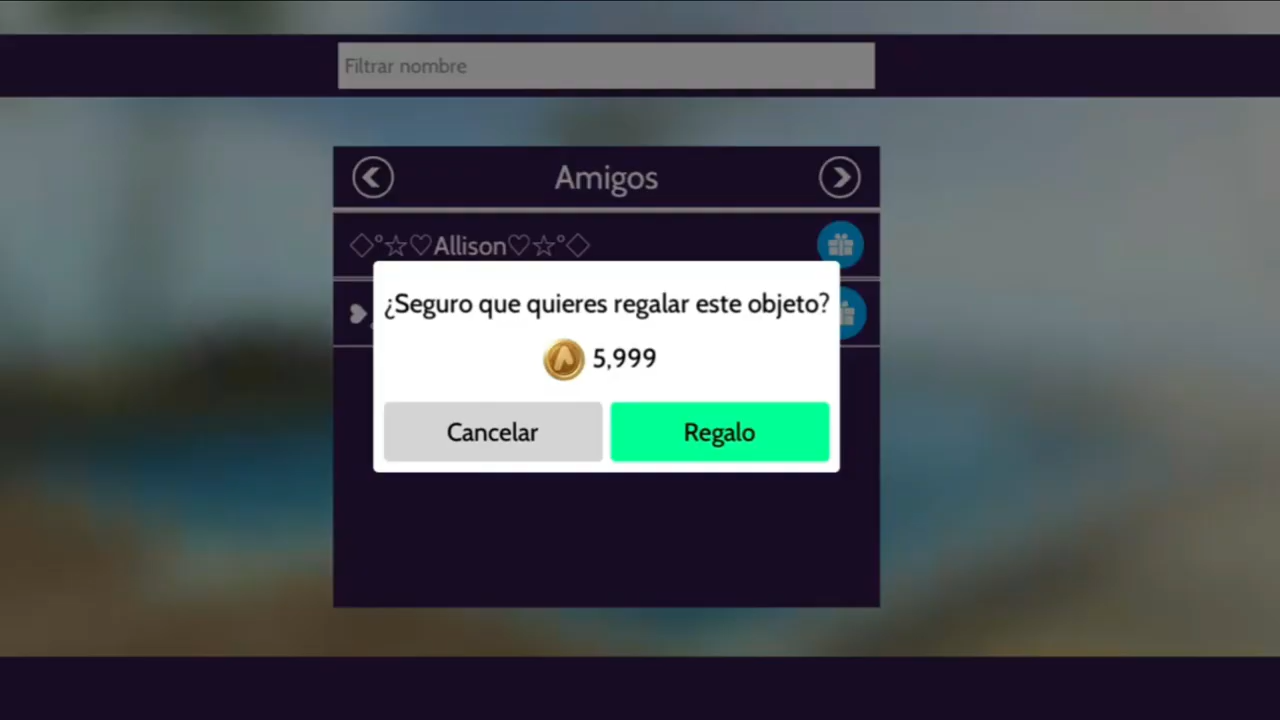 Filtrar nombre
Amigos
◇°☆♡Allison♡☆°◇
¿Seguro que quieres regalar este objeto?
5,999
Cancelar
Regalo